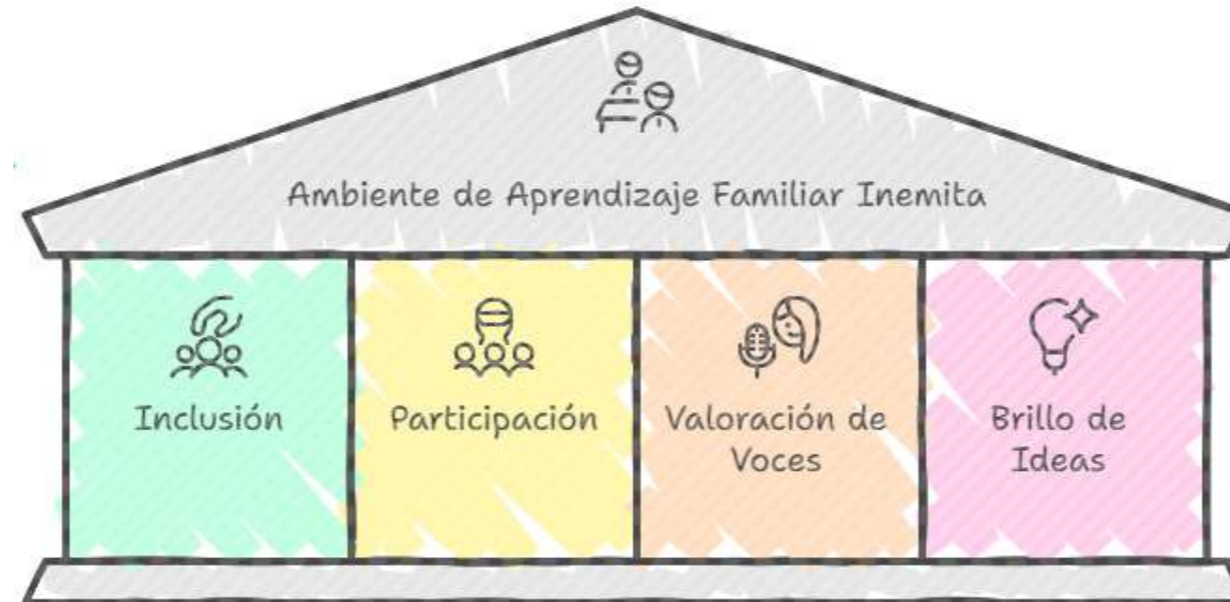 Ambiente de Aprendizaje Familiar Inemita
Inclusión
Participación
Valoración de
Voces
Brillo de
Ideas